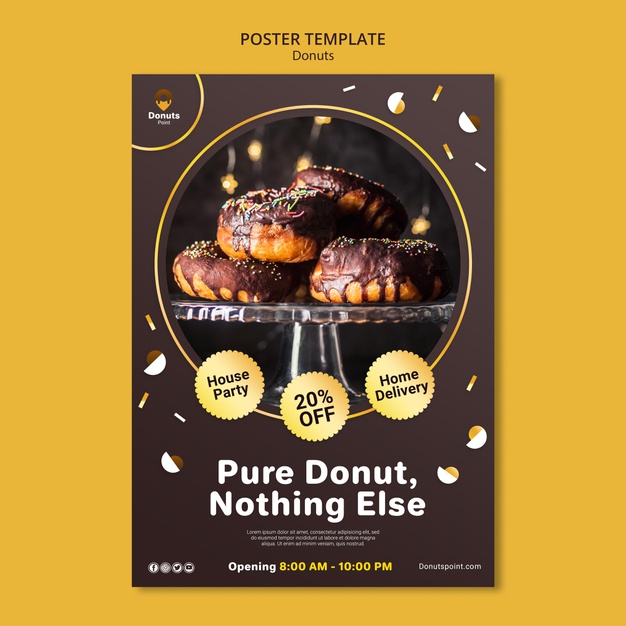 POSTER TEMPLATE
Donuts
Donuts
Point
House
Party
20%
OFF
Home
Delivery
Pure Donut,
Nothing Else
Lorem ipsum dolor sit amet, consectetur adipiscing elit, sed
do eiusmod tempor incididunt ut labore et dolore magna
aliqua. Ut enim ad minim veniam, quis nostrud.
Opening 8:00 AM - 10:00 PM
Donutspoint.com